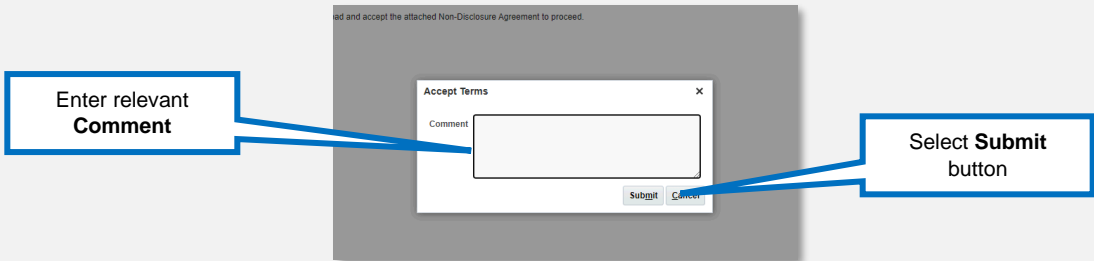 ad and accept the attached Non-Disclosure Agreement to proceed.
Enter relevant
Comment
Accept Terms
Comment
Select Submit
button
Submit Cancel